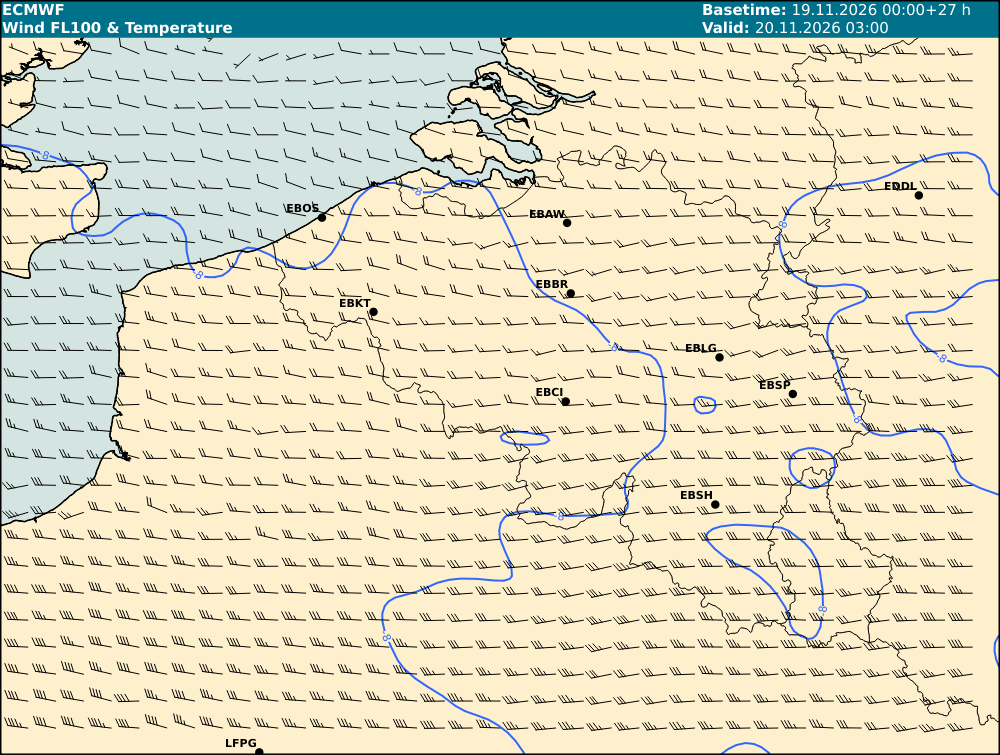 ECMWF
Wind FL100 & Temperature
Basetime: 19.11.2026 00:00+27 h
Valid: 20.11.2026 03:00
-8
EDDL
-8
EBOS
EBAW
-8
-8
EBBR
EBKT
-8
EBLG
-8
EBSP
EBCI
-8
EBSH
-8
-8
-8
LFPG